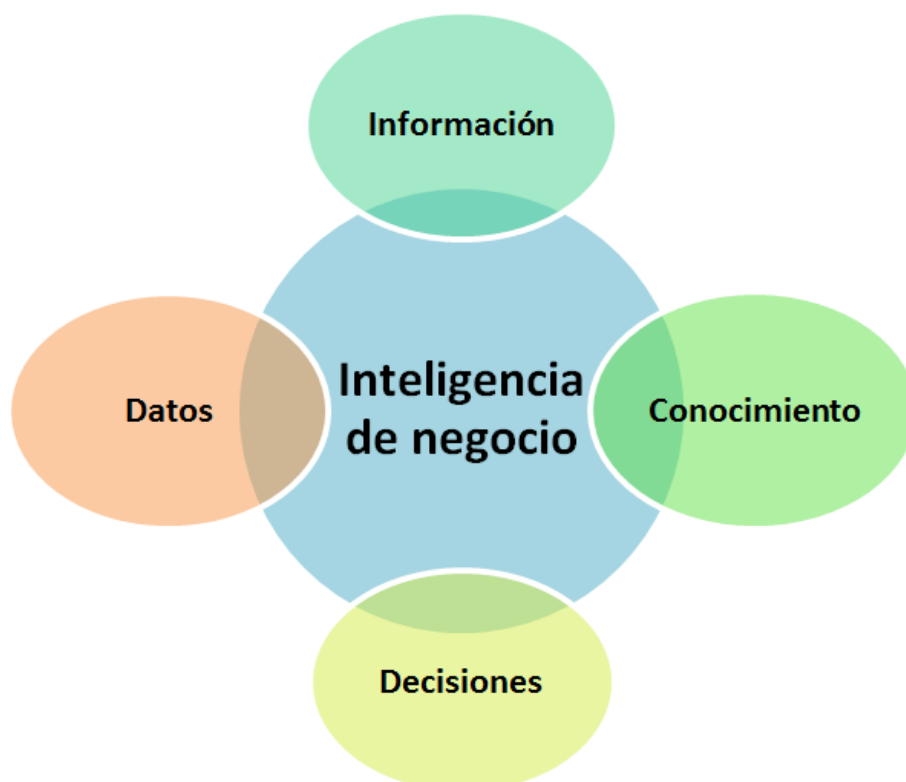 Información
Datos
Inteligencia
de negocio
Conocimiento
Decisiones